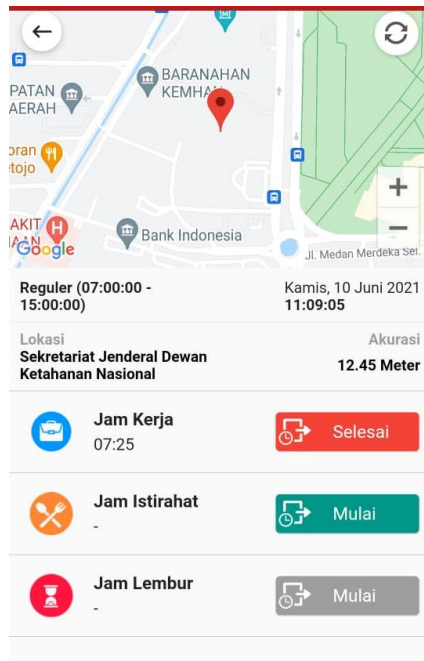 BARANAHAN
KEMHAN
PATAN
AERAH
oran
tojo
AKIT
Google
Bank Indonesia
Jl. Medan Merdeka Sel.
+
−
Reguler (07:00:00 -
15:00:00)
Kamis, 10 Juni 2021
11:09:05
Lokasi
Sekretariat Jenderal Dewan
Ketahanan Nasional
Akurasi
12.45 Meter
Jam Kerja
07:25
Selesai
Jam Istirahat
-
Mulai
Jam Lembur
-
Mulai